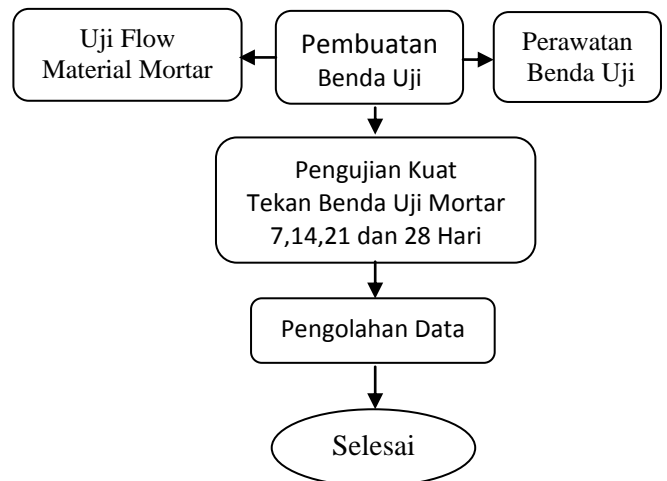 Uji Flow
Material Mortar
Pembuatan
Benda Uji
Perawatan
Benda Uji
Pengujian Kuat
Tekan Benda Uji Mortar
7,14,21 dan 28 Hari
Pengolahan Data
Selesai